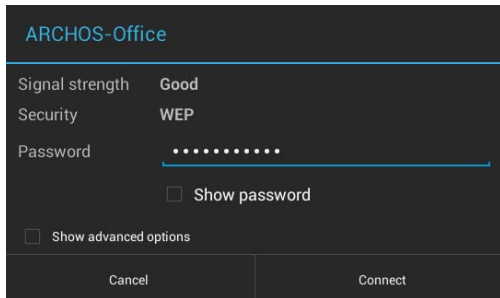 ARCHOS-Office
Signal strength Good
Security WEP
Password •••••••••••
Show password
Show advanced options
Cancel Connect